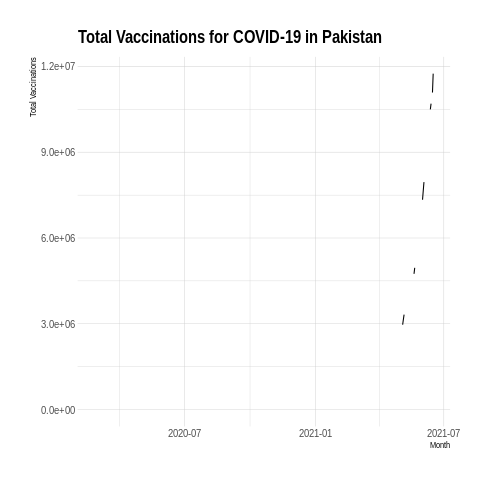 Total Vaccinations for COVID-19 in Pakistan
Total Vaccinations
1.2e+07
9.0e+06
6.0e+06
3.0e+06
0.0e+00
2020-07
2021-01
2021-07
Month